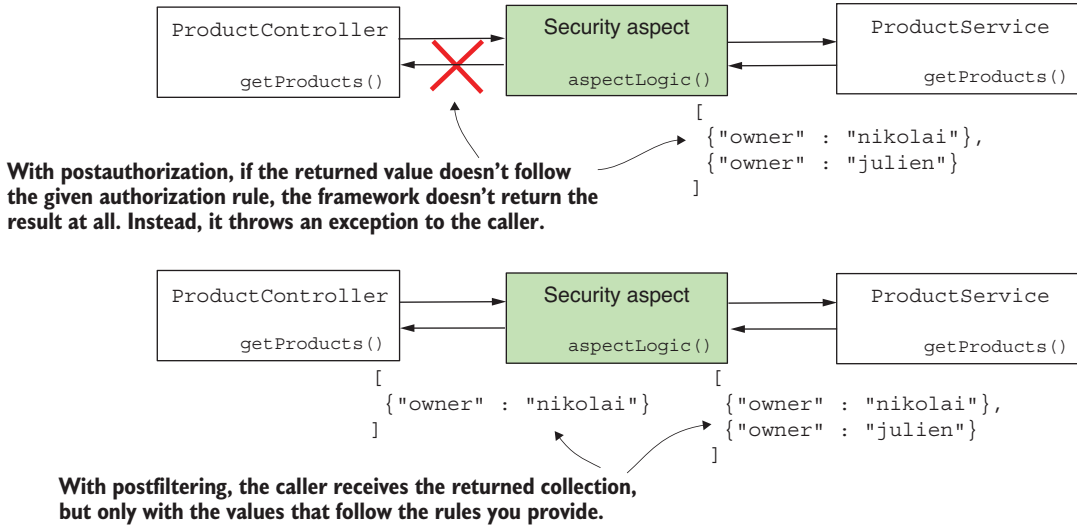 ProductController
Security aspect
ProductService
getProducts()
aspectLogic()
getProducts()
[
{"owner" : "nikolai"},
{"owner" : "julien"}
]
With postauthorization, if the returned value doesn't follow
the given authorization rule, the framework doesn't return the
result at all. Instead, it throws an exception to the caller.
ProductController
Security aspect
ProductService
getProducts()
aspectLogic()
getProducts()
[
{"owner" : "nikolai"}
]
[
{"owner" : "nikolai"},
{"owner" : "julien"}
]
With postfiltering, the caller receives the returned collection,
but only with the values that follow the rules you provide.